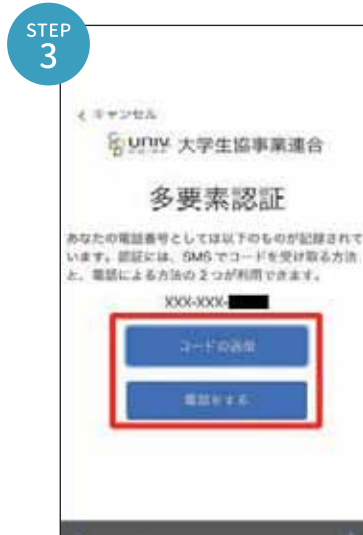 STEP
3
キャンセル
univ 大学生協事業連合
多要素認証
あなたの電話番号としては以下のものが記録されて
います。認証には、SMS でコードを受け取る方法
と、電話による方法の 2 つが利用できます。
XXX-XXX-
コードの送信
電話をする